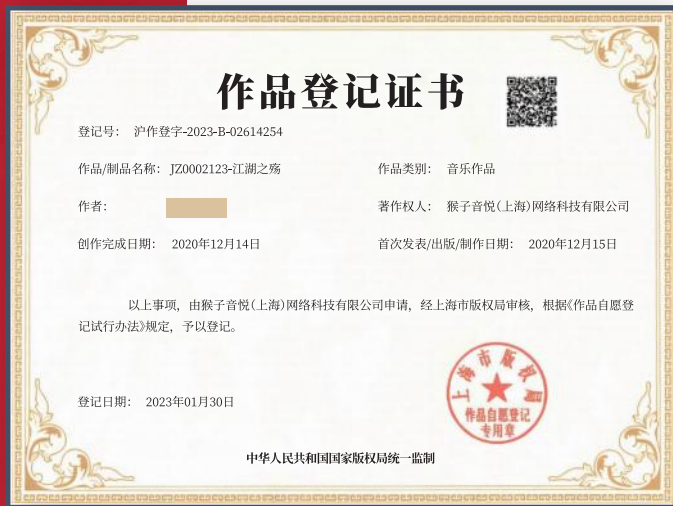 作品登记证书
登记号： 沪作登字-2023-B-02614254
作品/制品名称： JZ0002123-江湖之殇 作品类别： 音乐作品
作者： 著作权人： 猴子音悦(上海)网络科技有限公司
创作完成日期： 2020年12月14日 首次发表/出版/制作日期： 2020年12月15日
以上事项，由猴子音悦(上海)网络科技有限公司申请，经上海市版权局审核，根据《作品自愿登
记试行办法》规定，予以登记。
上海市版权局
作品自愿登记
专用章
登记日期： 2023年01月30日
中华人民共和国国家版权局统一监制